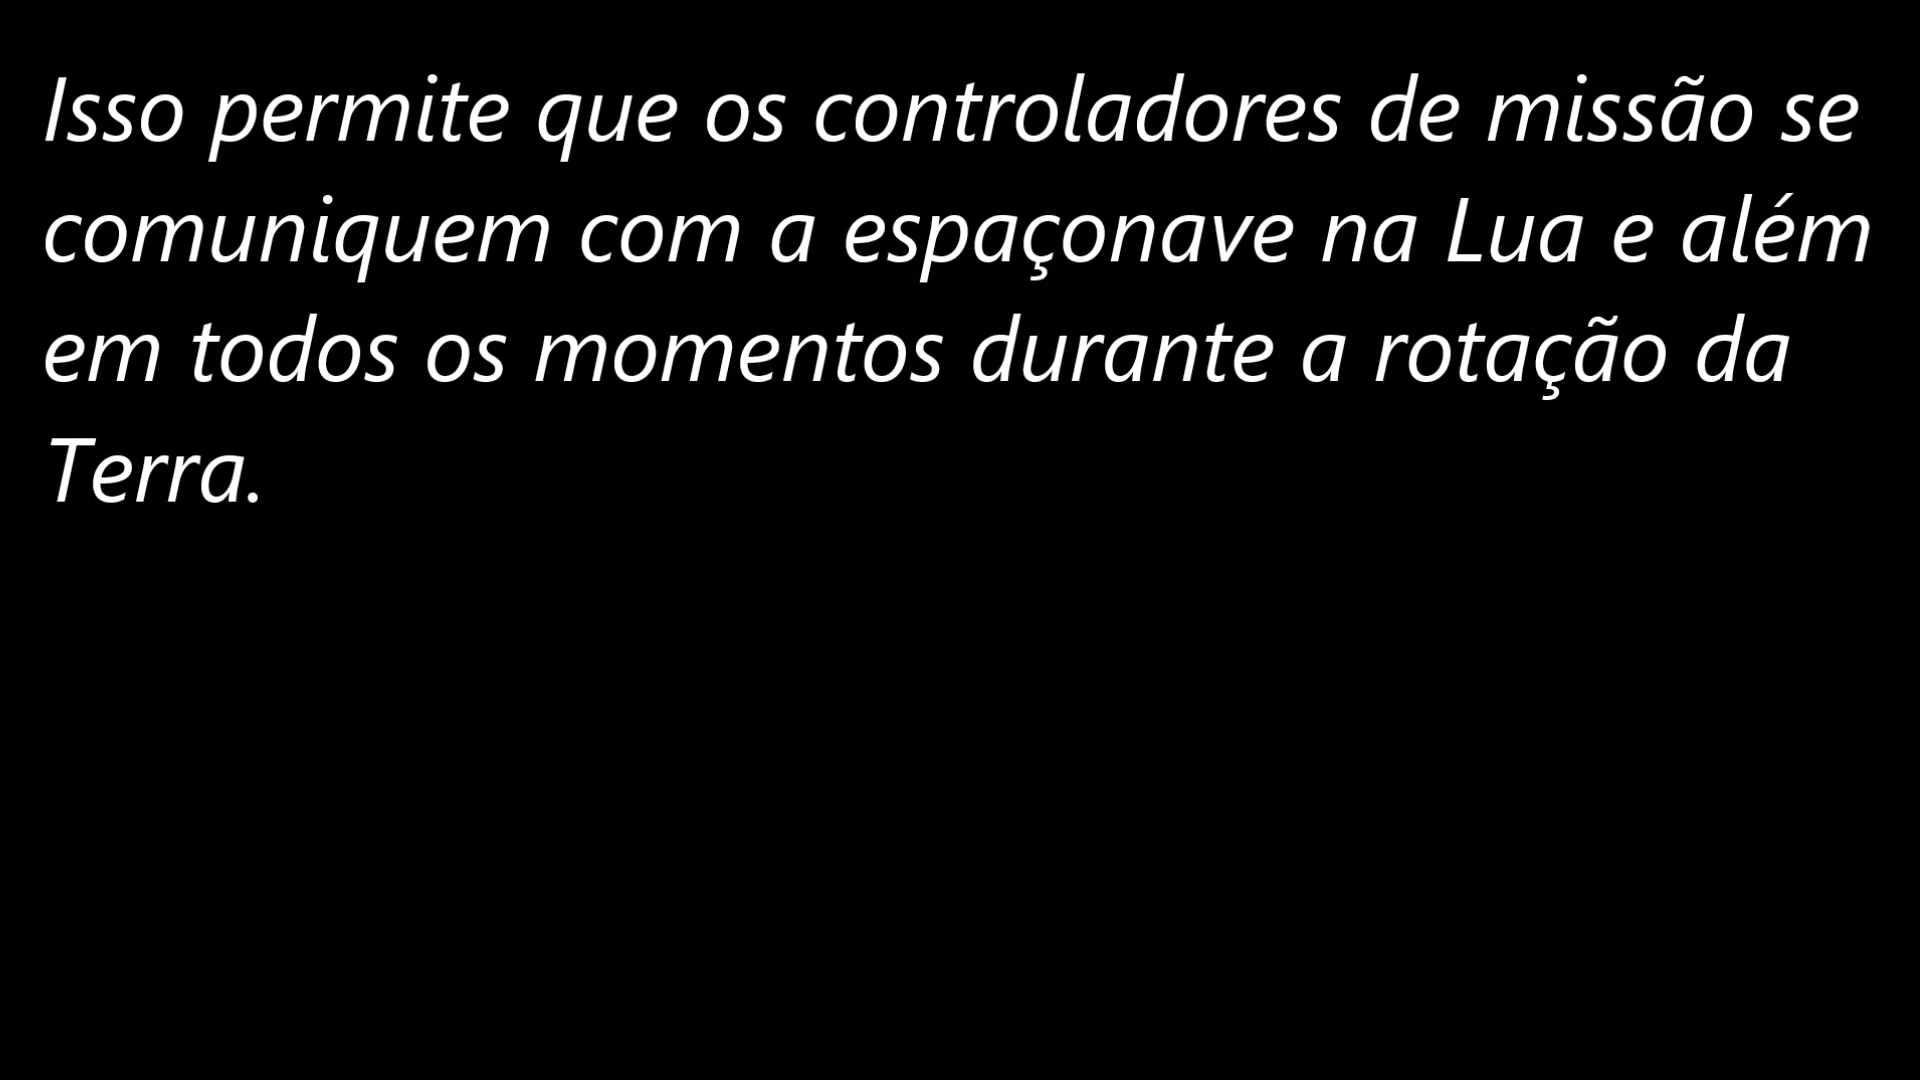 Isso permite que os controladores de missão se
comuniquem com a espaçonave na Lua e além
em todos os momentos durante a rotação da
Terra.